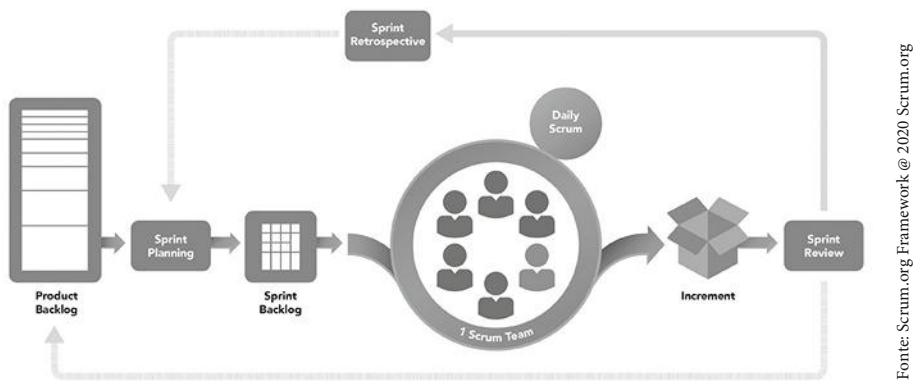 Sprint
Retrospective
Daily
Scrum
Sprint
Planning
Sprint
Review
Product
Backlog
Sprint
Backlog
1 Scrum Team
Increment
Fonte: Scrum.org Framework @ 2020 Scrum.org